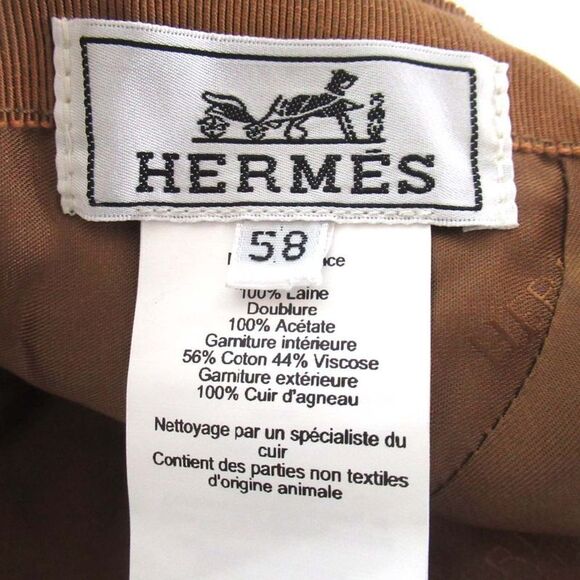 HERMÈS
58
100% Laine
Doublure
100% Acétate
Garniture intérieure
56% Coton 44% Viscose
Garniture extérieure
100% Cuir d'agneau
Nettoyage par un spécialiste du
cuir
Contient des parties non textiles
d'origine animale